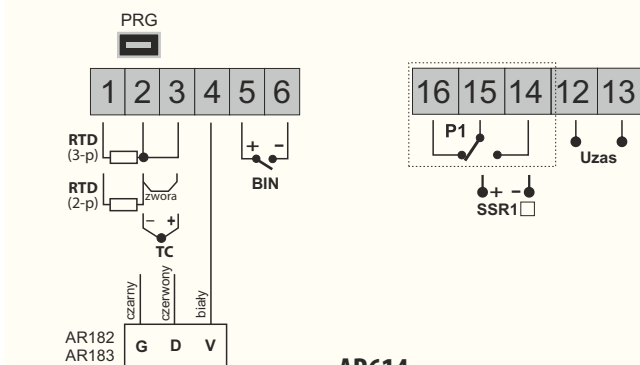 PRG
1 2 3 4 5 6
16 15 14 12 13
RTD
(3-p)
+ -
BIN
P1
Uzas
RTD
(2-p)
zwora
- +
TC
+ -
SSR1
czarny
czerwony
biały
AR182
AR183
G D V
AR614